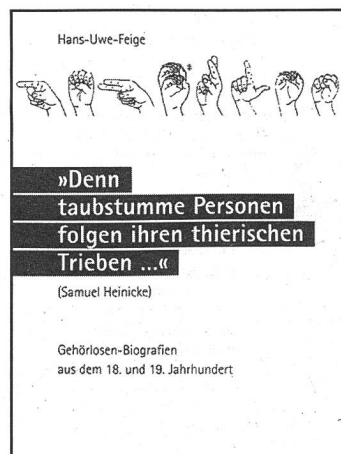 Hans-Uwe-Feige
»Denn
taubstumme Personen
folgen ihren thierischen
Trieben ...«
(Samuel Heinicke)
Gehörlosen-Biografien
aus dem 18. und 19. Jahrhundert